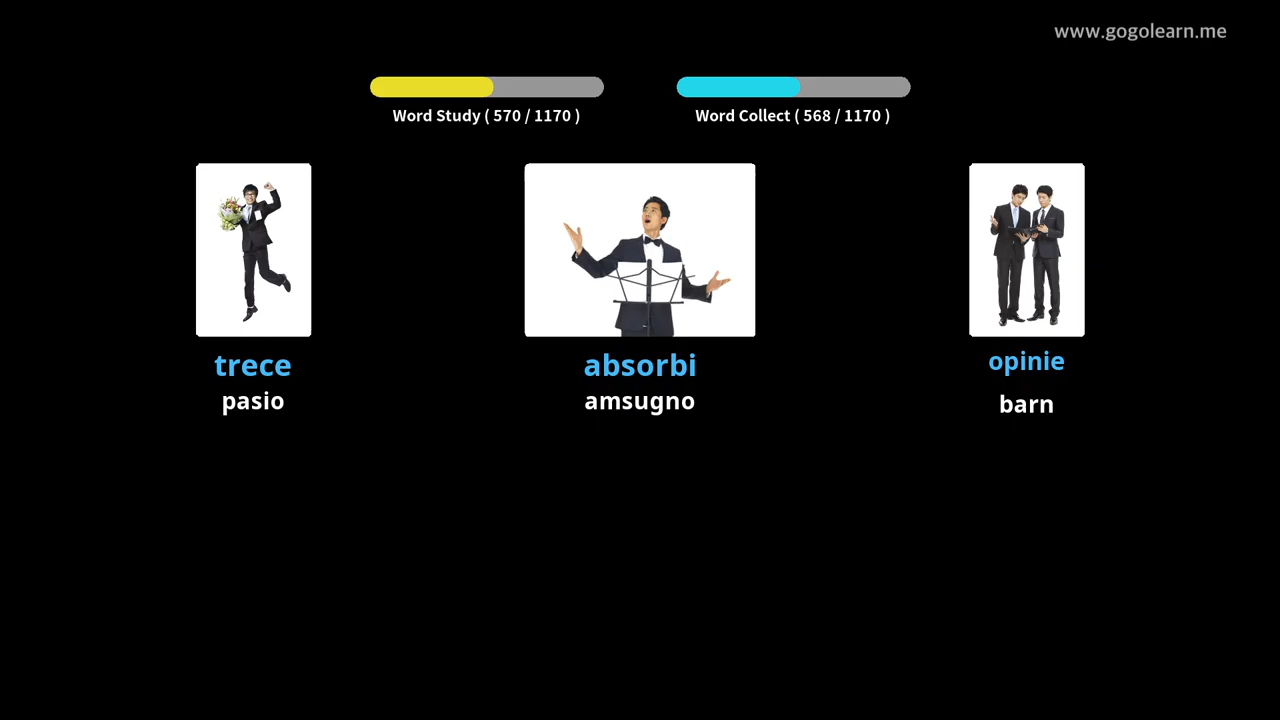 www.gogolearn.me
Word Study ( 570 / 1170 )
Word Collect ( 568 / 1170 )
trece
pasio
absorbi
amsugno
opinie
barn